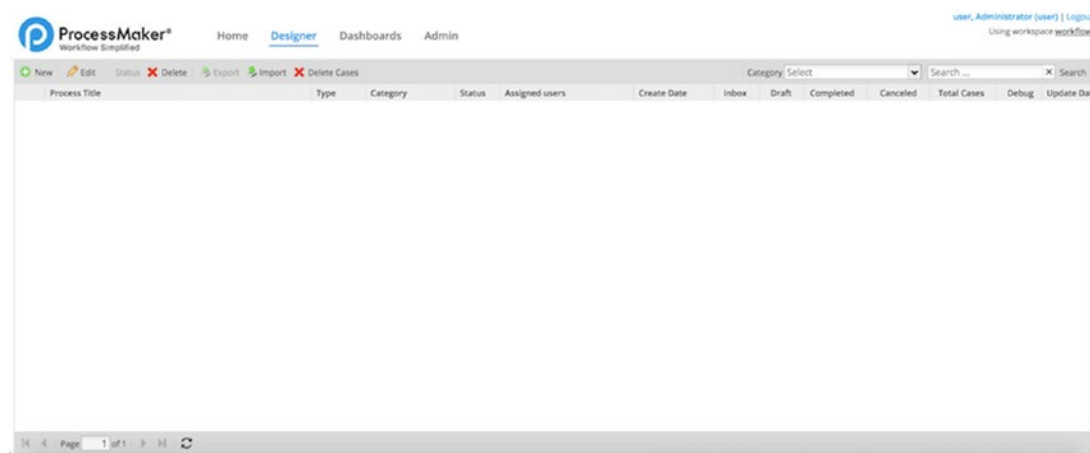 user, Administrator (user) | Logou
ProcessMaker®
Workflow Simplified
Home Designer Dashboards Admin
Using workspace workflow
New Edit Status Delete Export Import Delete Cases Category Select Search ... X Search
Process Title Type Category Status Assigned users Create Date Inbox Draft Completed Canceled Total Cases Debug Update Da
Page 1 of 1